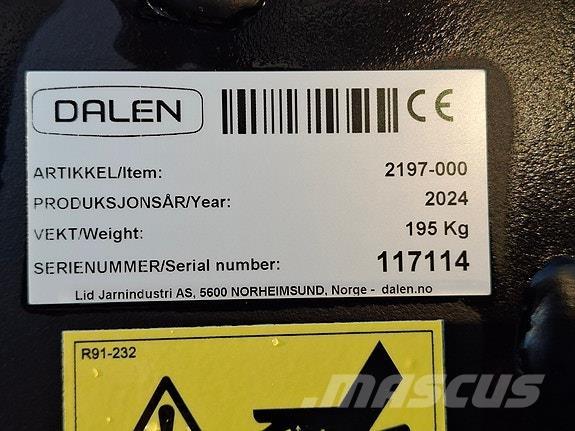 DALEN
CE
ARTIKKEL/Item: 2197-000
PRODUKSJONSÅR/Year: 2024
VEKT/Weight: 195 Kg
SERIENUMMER/Serial number: 117114
Lid Jarnindustri AS, 5600 NORHEIMSUND, Norge - dalen.no
R91-232
mascus